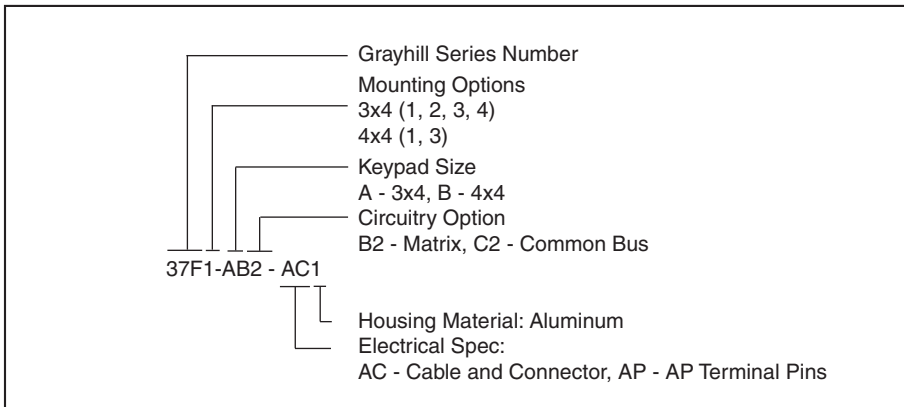 Grayhill Series Number
Mounting Options
3x4 (1, 2, 3, 4)
4x4 (1, 3)
Keypad Size
A - 3x4, B - 4x4
Circuitry Option
B2 - Matrix, C2 - Common Bus
37F1-AB2 - AC1
Housing Material: Aluminum
Electrical Spec:
AC - Cable and Connector, AP - AP Terminal Pins